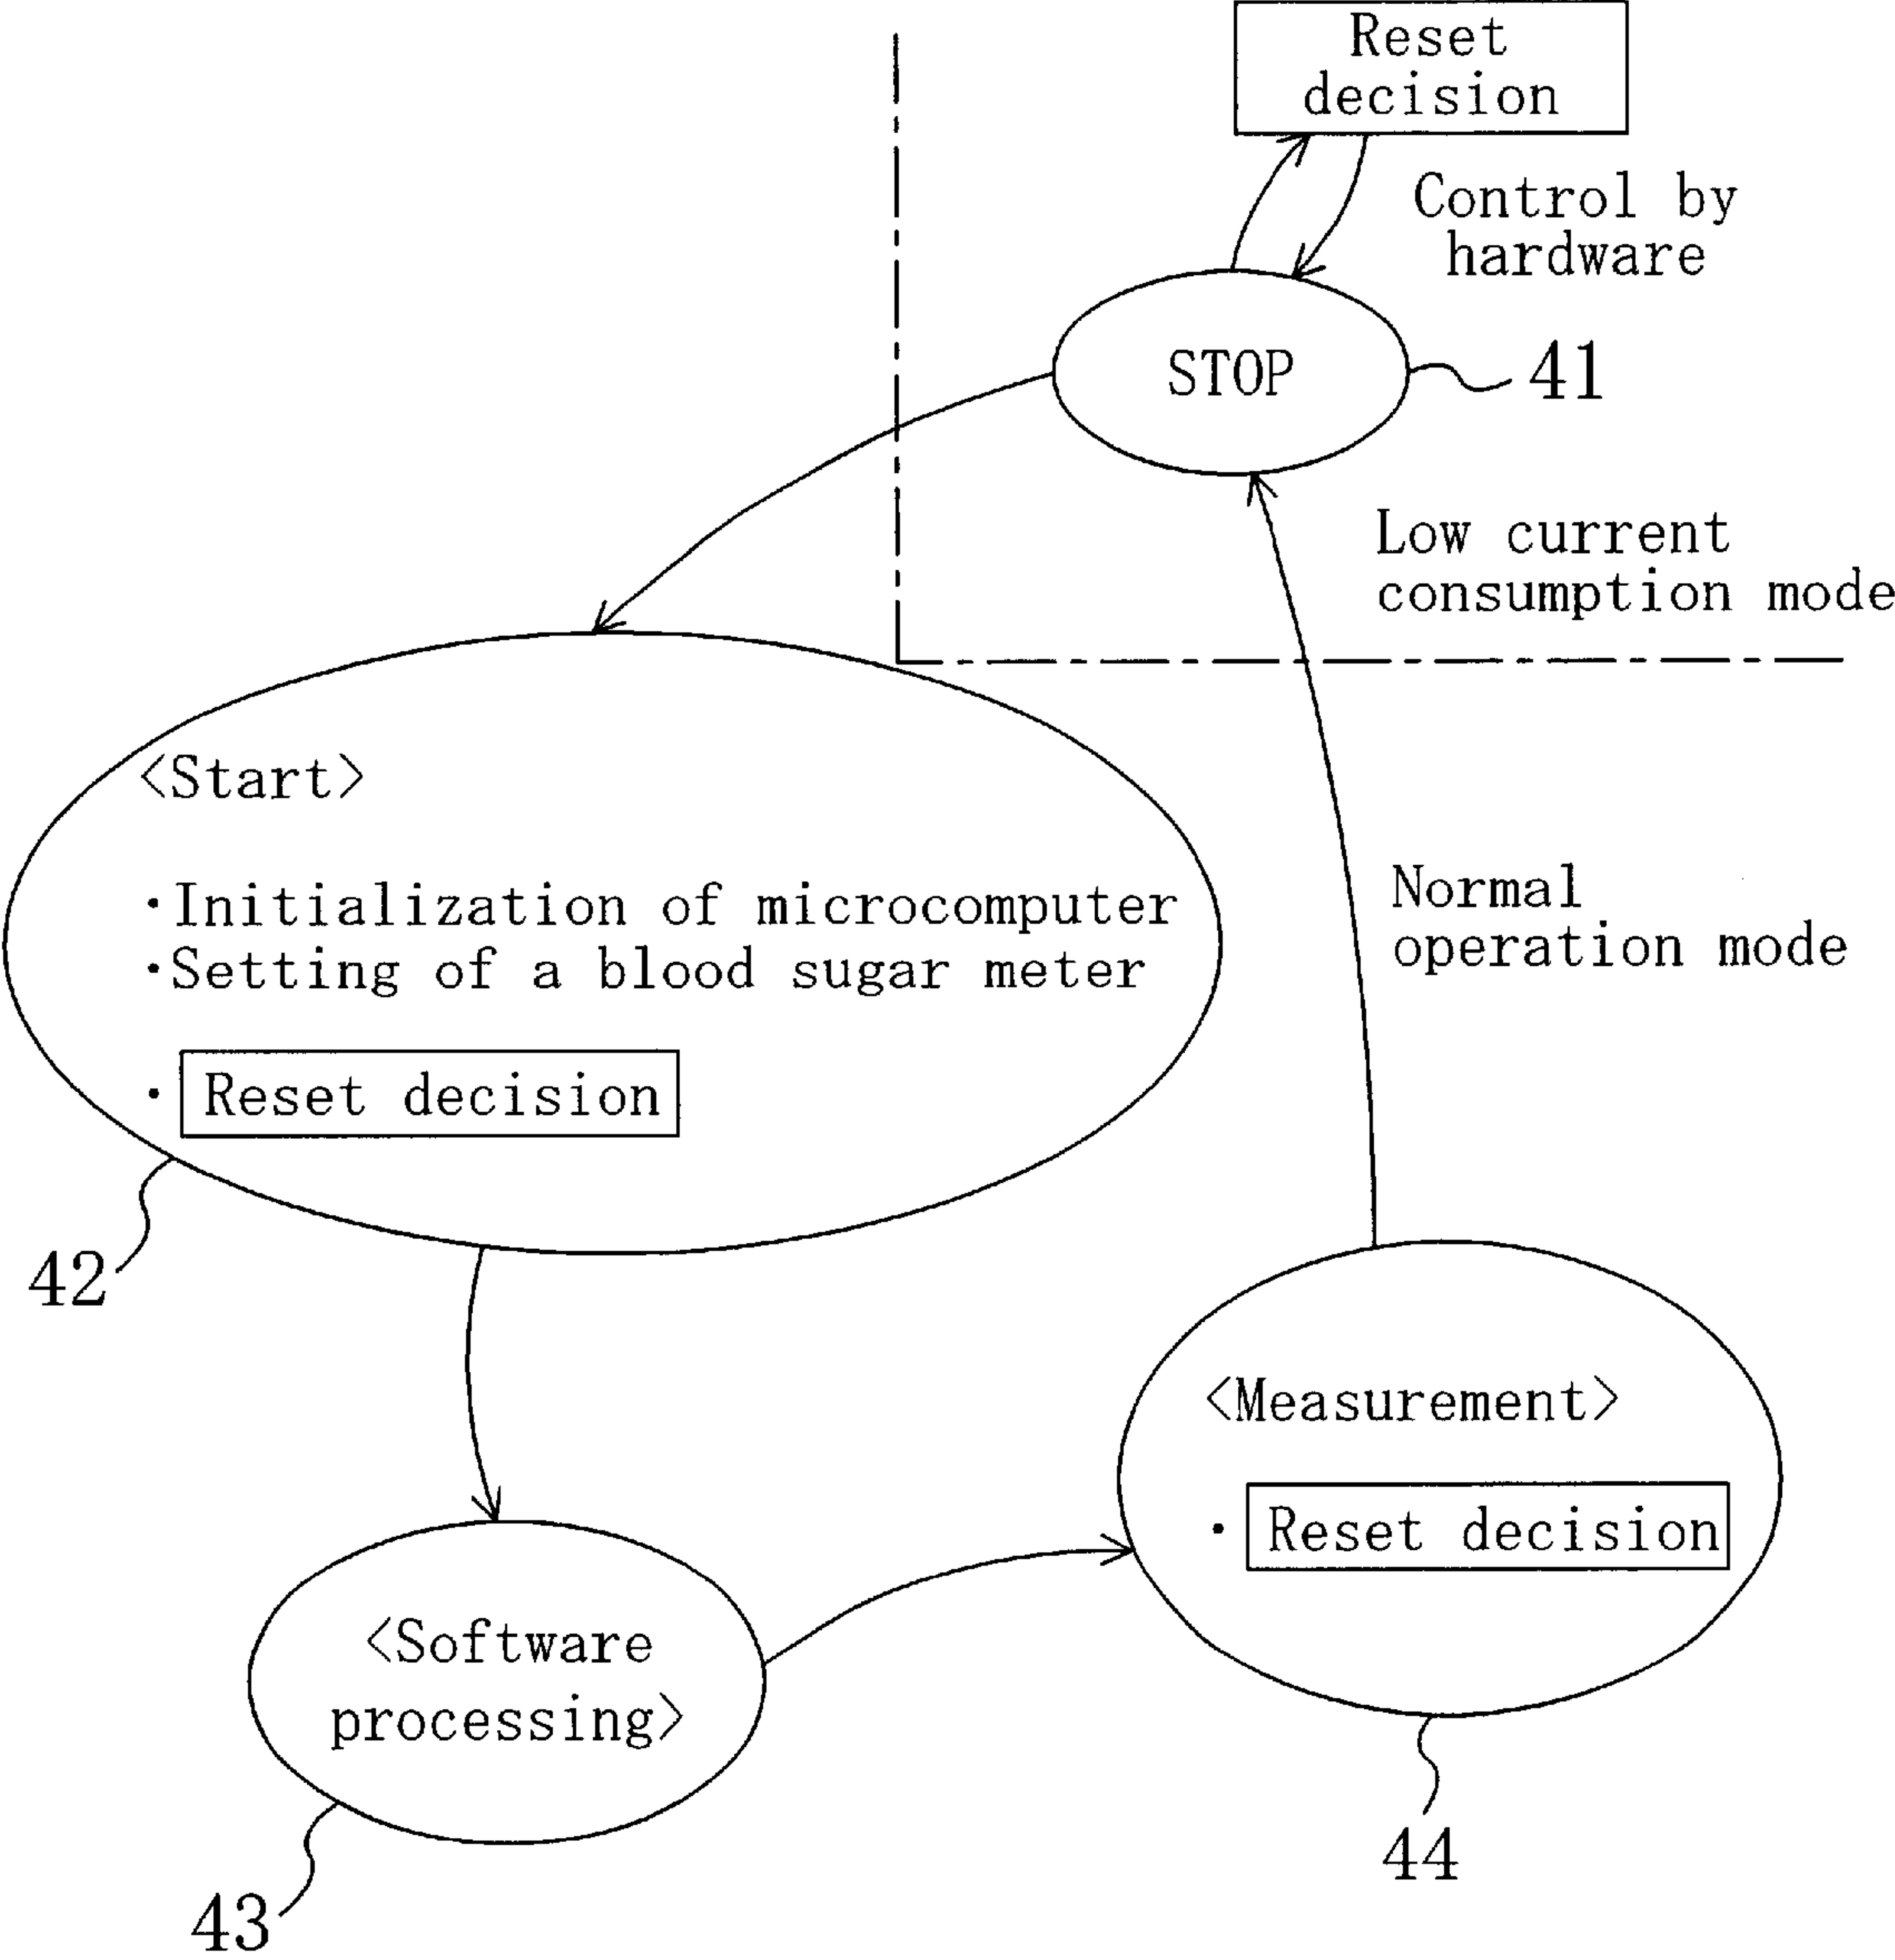 Reset
decision
Control by
hardware
STOP
41
Low current
consumption mode
<Start>
・Initialization of microcomputer
・Setting of a blood sugar meter
・Reset decision
Normal
operation mode
42
<Measurement>
・Reset decision
<Software
processing>
44
43